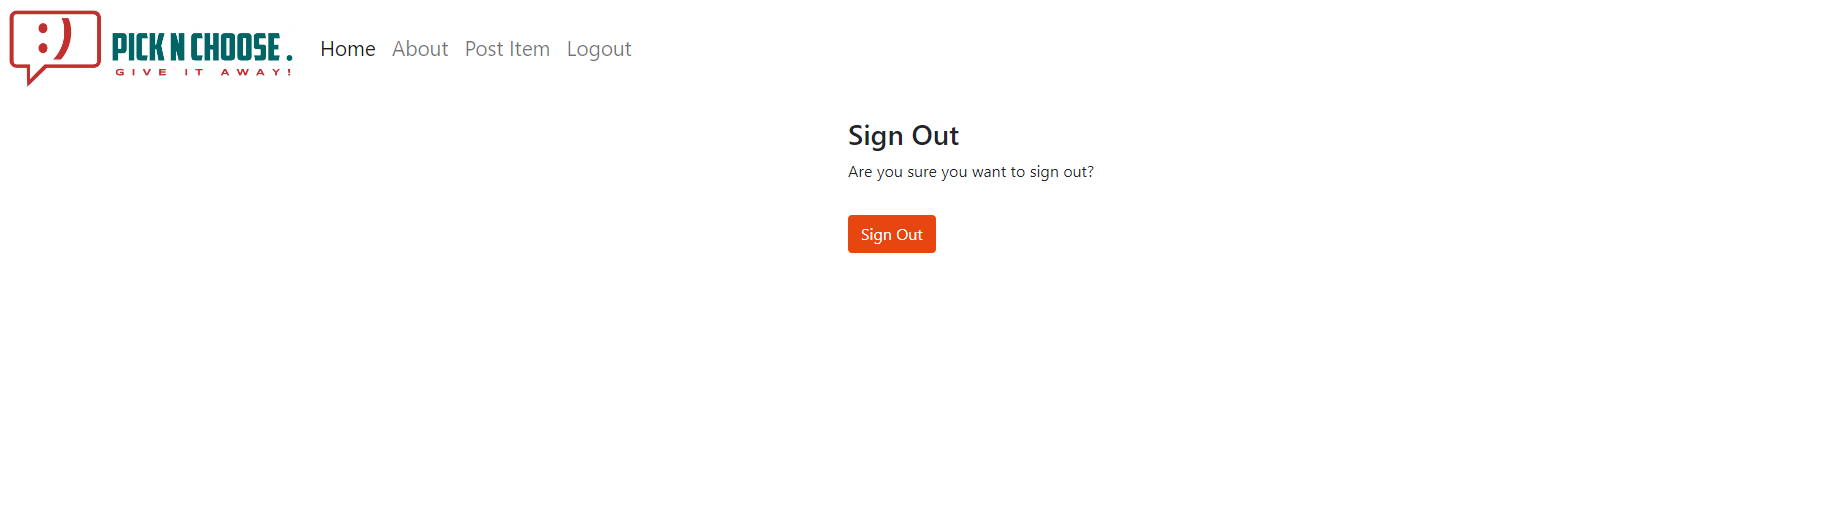 :)
PICK N CHOOSE.
GIVE IT AWAY!
Home About Post Item Logout
Sign Out
Are you sure you want to sign out?
Sign Out